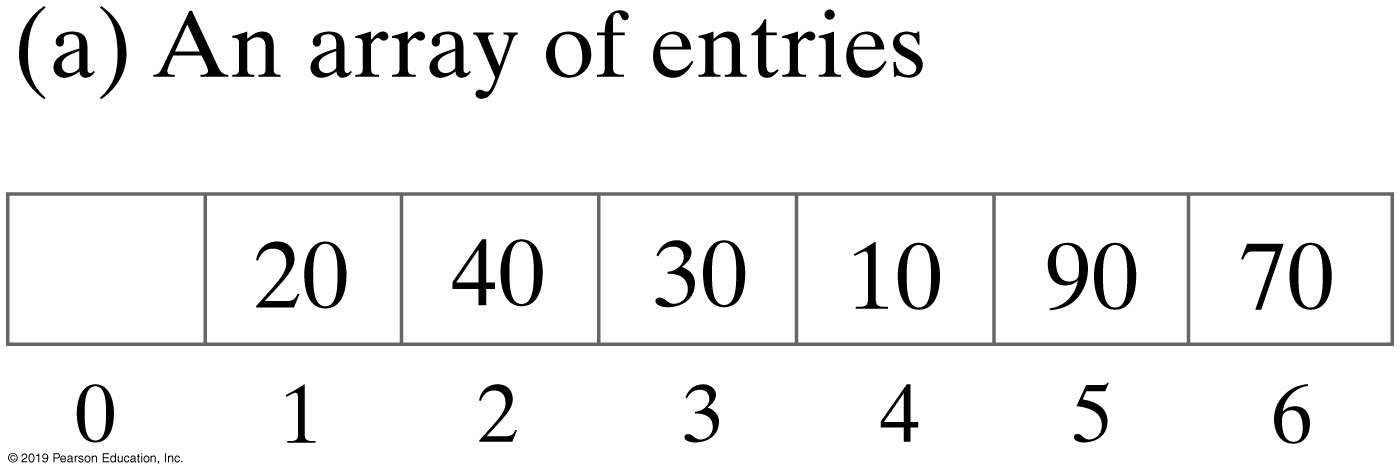 (a) An array of entries
20 40 30 10 90 70
0 1 2 3 4 5 6
© 2019 Pearson Education, Inc.